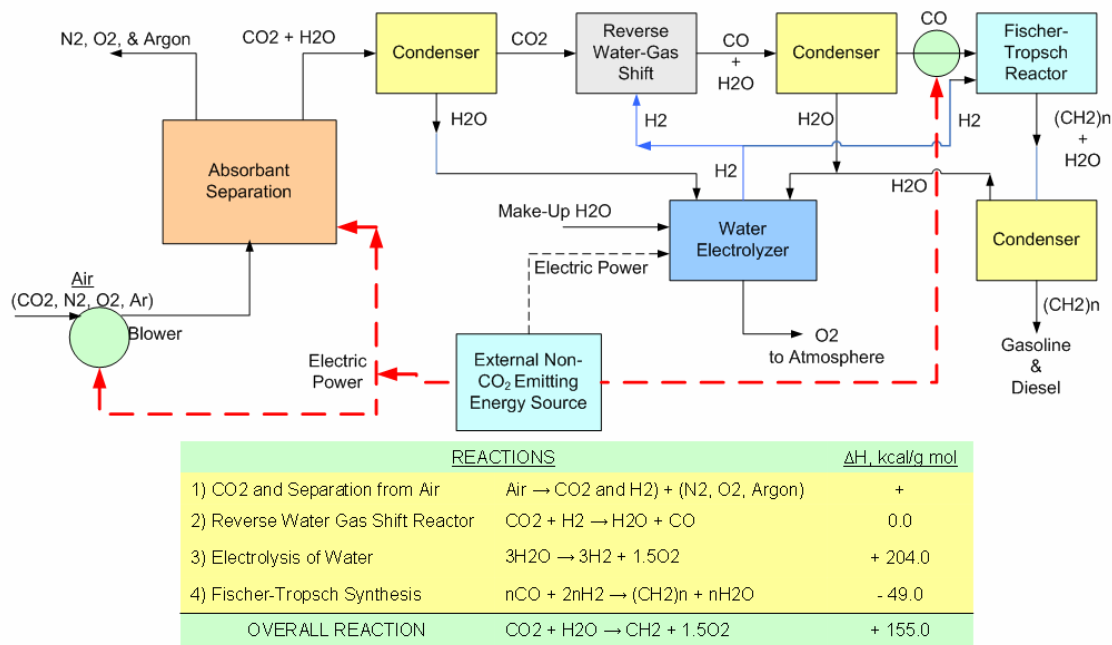 N2, O2, & Argon
CO2 + H2O
Condenser
CO2
Reverse
Water-Gas
Shift
CO
+
H2O
Condenser
CO
Fischer-
Tropsch
Reactor
H2O
H2
H2O
H2
(CH2)n
+
H2O
Absorbant
Separation
H2
H2O
Make-Up H2O
Water
Electrolyzer
Condenser
Electric Power
Air
(CO2, N2, O2, Ar)
Blower
(CH2)n
O2
to Atmosphere
Gasoline
&
Diesel
Electric
Power
External Non-
CO2 Emitting
Energy Source
REACTIONS ΔH, kcal/g mol
1) CO2 and Separation from Air Air → CO2 and H2) + (N2, O2, Argon) +
2) Reverse Water Gas Shift Reactor CO2 + H2 → H2O + CO 0.0
3) Electrolysis of Water 3H2O → 3H2 + 1.5O2 + 204.0
4) Fischer-Tropsch Synthesis nCO + 2nH2 → (CH2)n + nH2O - 49.0
OVERALL REACTION CO2 + H2O → CH2 + 1.5O2 + 155.0